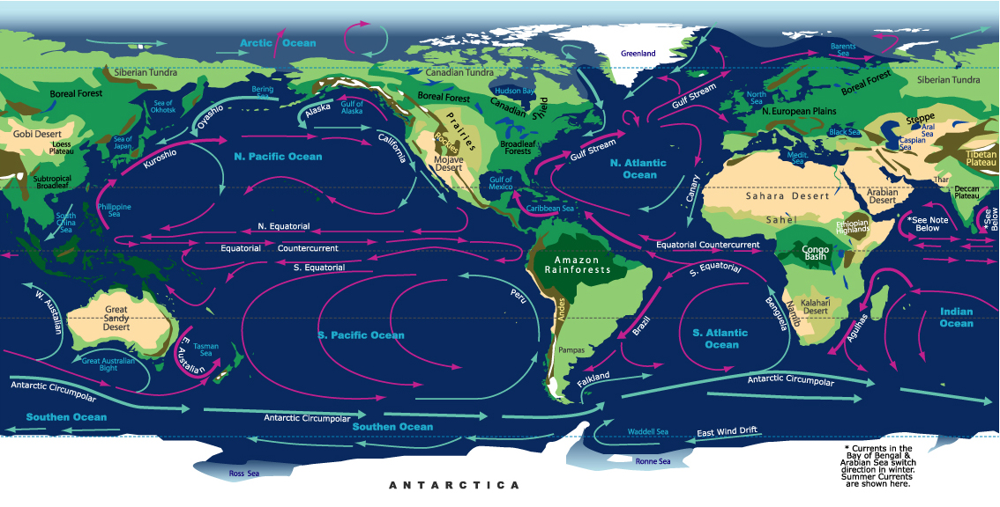 Arctic Ocean
Greenland
Barents
Sea
Siberian Tundra
Canadian Tundra
Siberian Tundra
Boreal Forest
Bering
Sea
Sea of
Okhotsk
Oyashio
Alaska
Gulf of
Alaska
Boreal Forest
Hudson Bay
Canadian
Shield
Gulf Stream
North
Sea
Boreal Forest
N. European Plains
Steppe
Gobi Desert
Loess
Plateau
Sea of
Japan
Kuroshio
N. Pacific Ocean
California
Prairies
Rockies
Mojave
Desert
Broadleaf
Forests
Gulf Stream
N. Atlantic
Ocean
Canary
Medit.
Sea
Black Sea
Caspian
Sea
Aral
Sea
Tibetan
Plateau
Subtropical
Broadleaf
Philippine
Sea
South
China
Sea
Gulf of
Mexico
Caribbean Sea
Sahara Desert
Sahel
Arabian
Desert
Thar
Deccan
Plateau
Ethiopian
Highlands
*See Note
Below
*See
Below
N. Equatorial
Equatorial Countercurrent
S. Equatorial
Amazon
Rainforests
Equatorial Countercurrent
S. Equatorial
Congo
Basin
W. Austalian
Great
Sandy
Desert
Great Australian
Bight
E. Austalian
Tasman
Sea
S. Pacific Ocean
Peru
Andes
Pampas
Brazil
Falkland
S. Atlantic
Ocean
Benguela
Namib
Kalahari
Desert
Agulhas
Indian
Ocean
Antarctic Circumpolar
Antarctic Circumpolar
Antarctic Circumpolar
Southen Ocean
Southen Ocean
Waddell Sea
East Wind Drift
Ross Sea
Ronne Sea
ANTARCTICA
* Currents in the
Bay of Bengal &
Arabian Sea switch
direction in winter.
Summer Currents
are shown here.